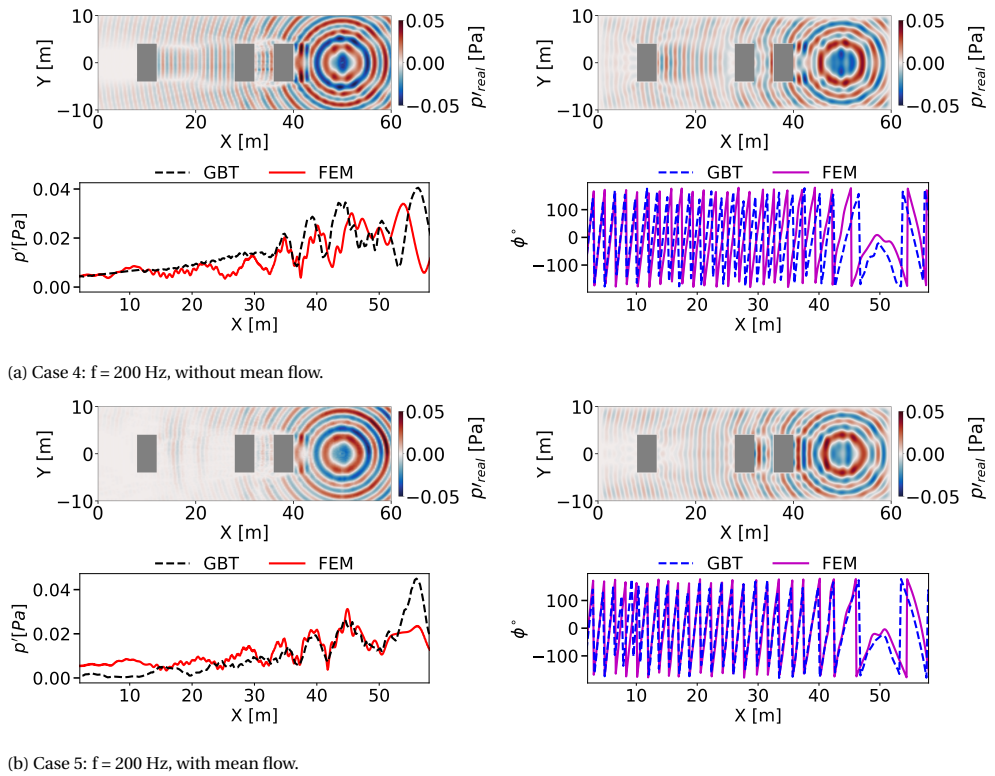 10
0
−10
Y [m]
0 20 40 60
X [m]
0.05
0.00
−0.05
p′real [Pa]
10
0
−10
Y [m]
0 20 40 60
X [m]
0.05
0.00
−0.05
p′real [Pa]
GBT FEM
0.04
0.02
0.00
p′[Pa]
10 20 30 40 50
X [m]
GBT FEM
100
0
−100
ϕ°
10 20 30 40 50
X [m]
(a) Case 4: f = 200 Hz, without mean flow.
10
0
−10
Y [m]
0 20 40 60
X [m]
0.05
0.00
−0.05
p′real [Pa]
10
0
−10
Y [m]
0 20 40 60
X [m]
0.05
0.00
−0.05
p′real [Pa]
GBT FEM
0.04
0.02
0.00
p′[Pa]
10 20 30 40 50
X [m]
GBT FEM
100
0
−100
ϕ°
10 20 30 40 50
X [m]
(b) Case 5: f = 200 Hz, with mean flow.